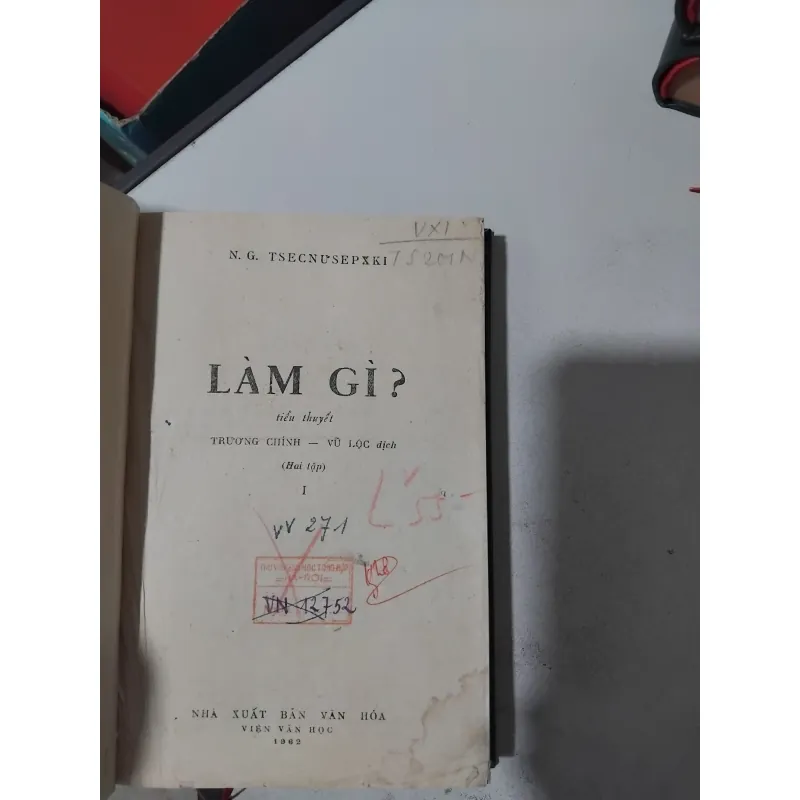 VXI
N. G. TSECNƯSEPXKI
LÀM GÌ?
tiểu thuyết
TRƯƠNG CHÍNH — VŨ LỘC dịch
(Hai tập)
I
VV 271
VN 12752
NHÀ XUẤT BẢN VĂN HÓA
VIỆN VĂN HỌC
1962